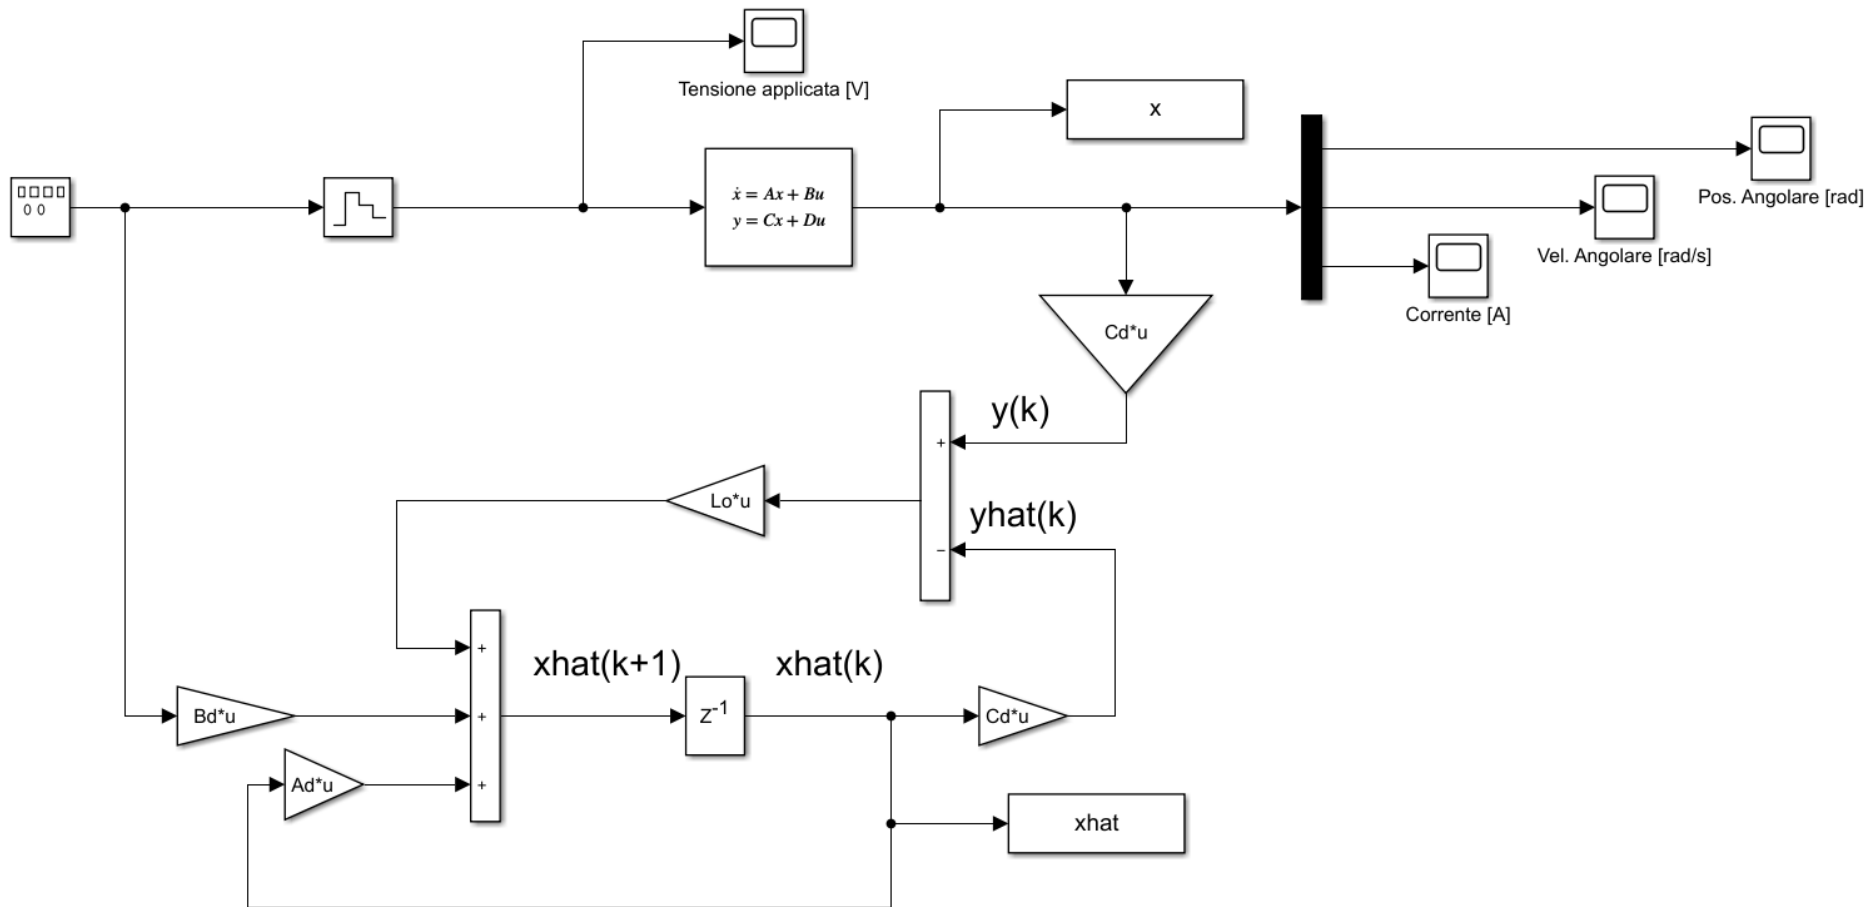 Tensione applicata [V]
x
ẋ = Ax + Bu
y = Cx + Du
Pos. Angolare [rad]
Vel. Angolare [rad/s]
Corrente [A]
Cd*u
y(k)
+
Lo*u
yhat(k)
−
+
xhat(k+1)
xhat(k)
Bd*u
+
Z-1
Cd*u
Ad*u
+
xhat